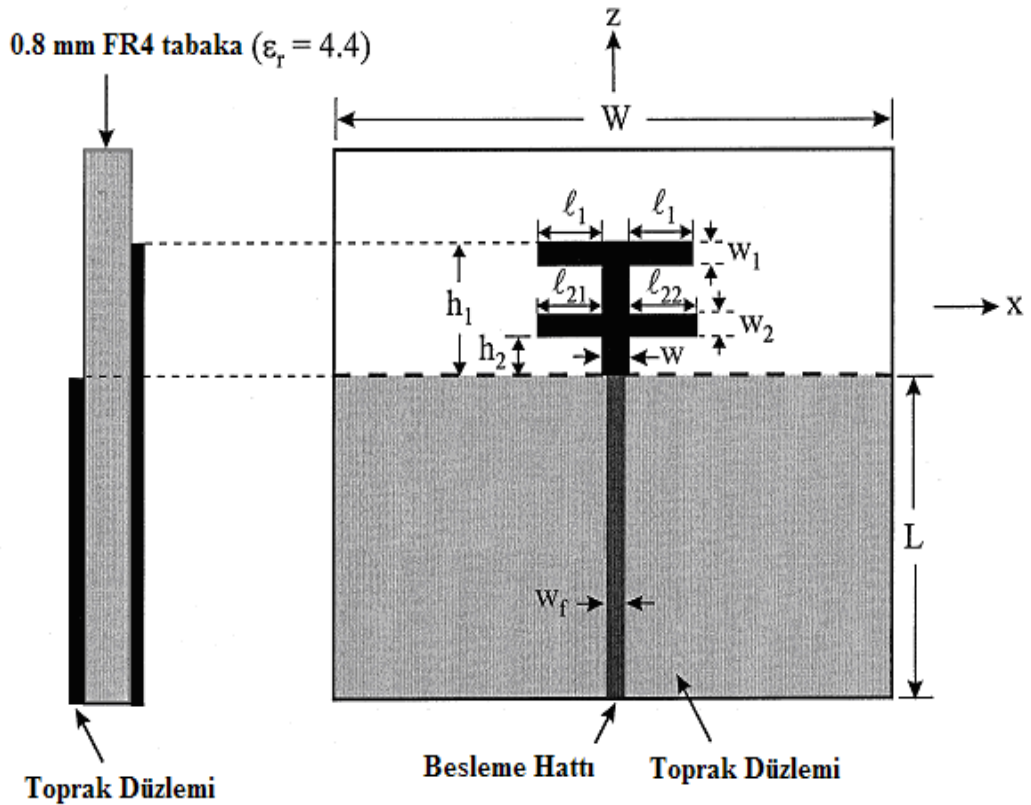 z
0.8 mm FR4 tabaka (εr = 4.4)
W
ℓ1 ℓ1
w1
h1
ℓ21 ℓ22
w2
x
h2
w
L
wf
Besleme Hattı
Toprak Düzlemi
Toprak Düzlemi